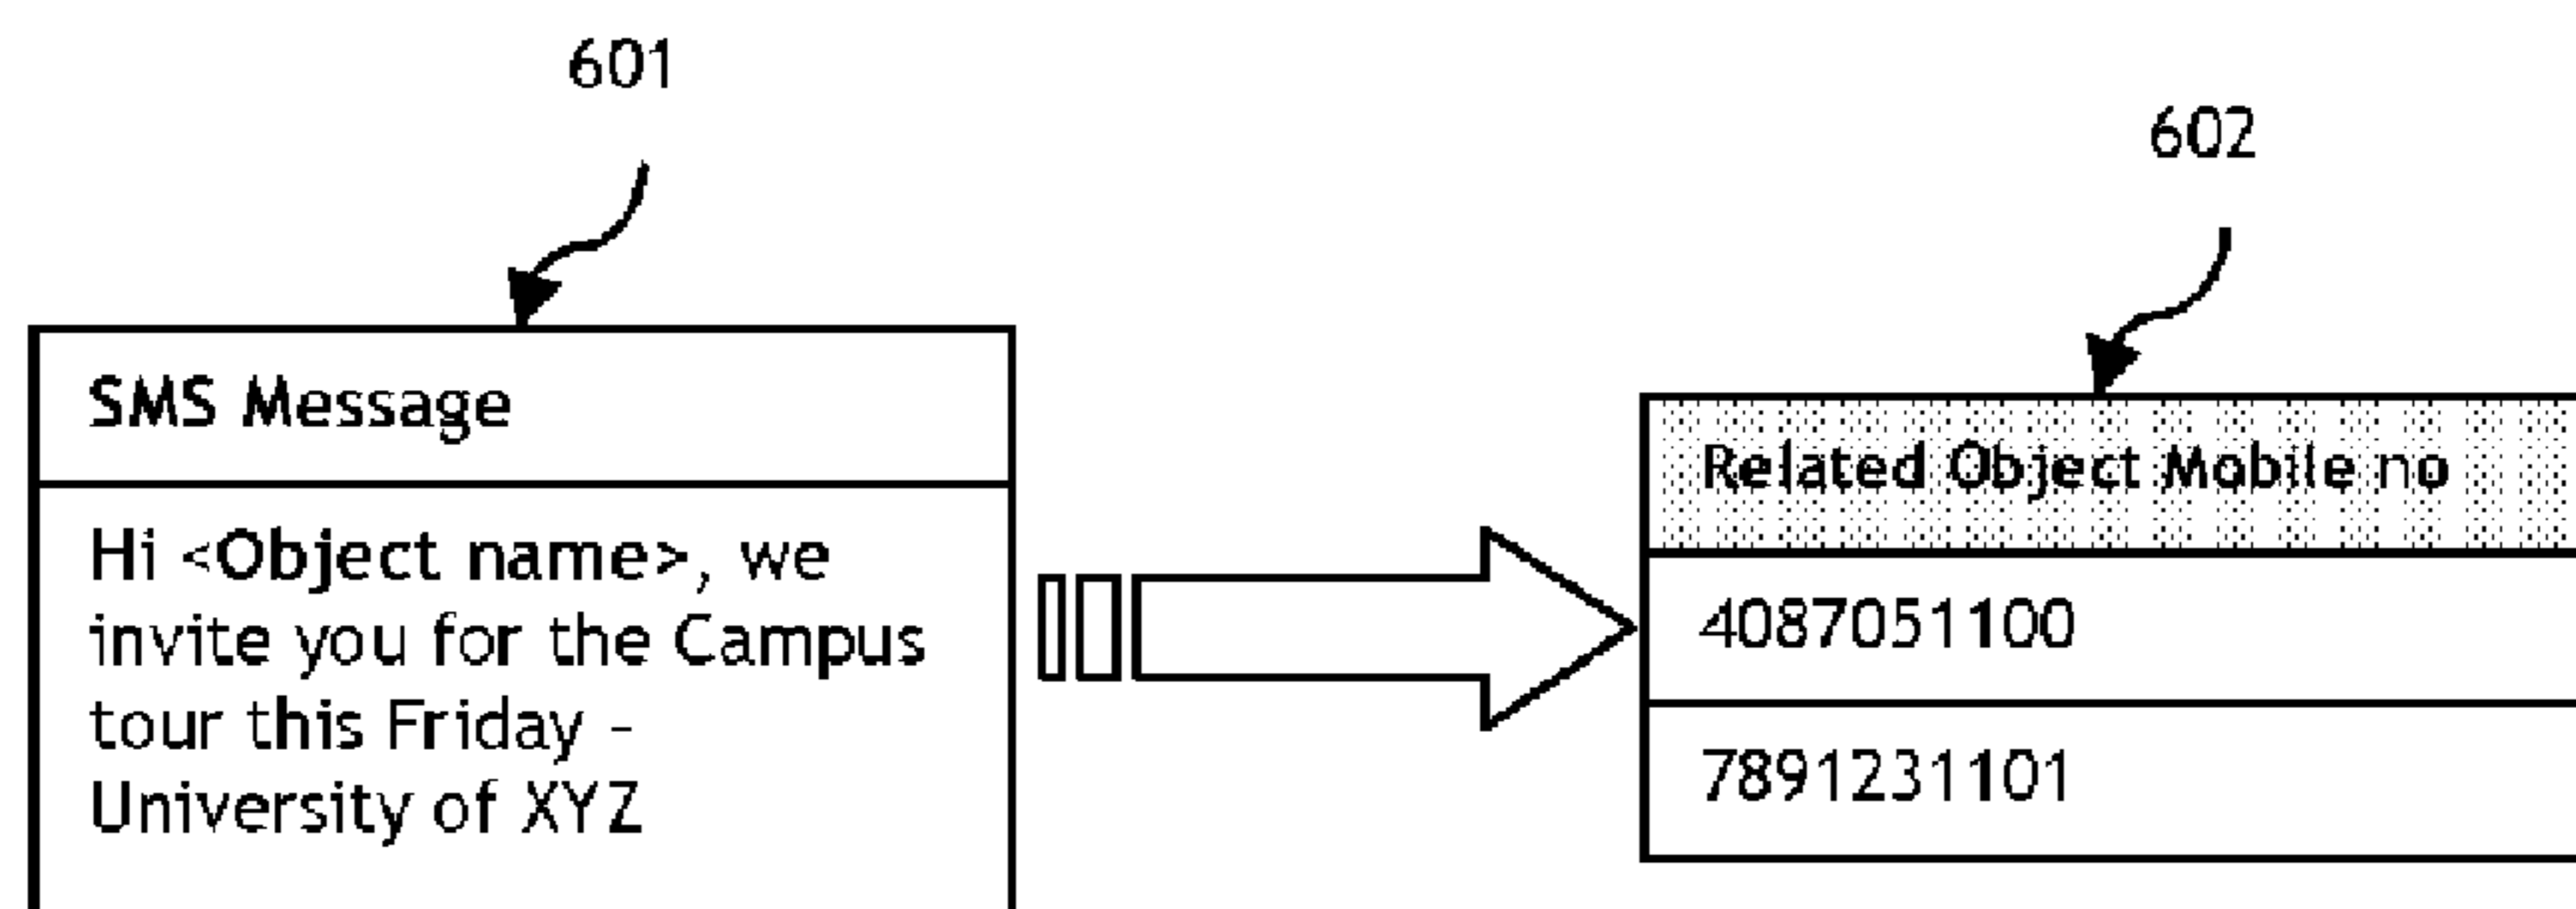 601
602
SMS Message
Related Object Mobile no
Hi <Object name>, we
invite you for the Campus
tour this Friday -
University of XYZ
4087051100
7891231101